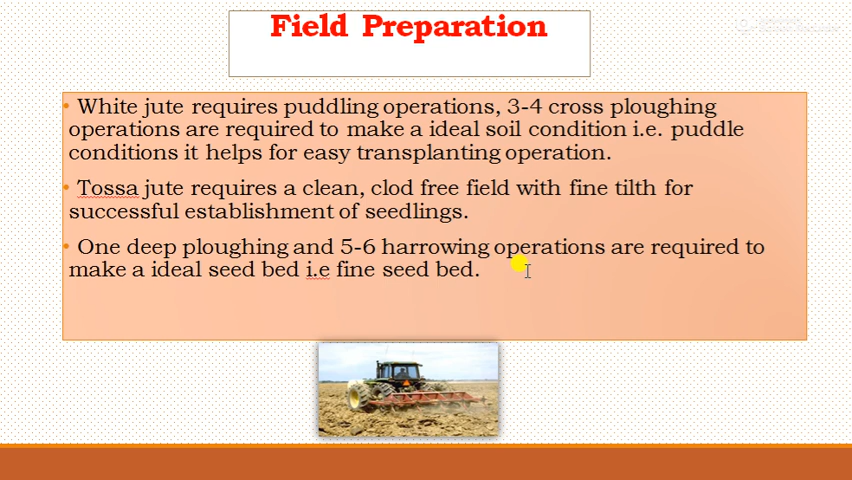 Field Preparation
• White jute requires puddling operations, 3-4 cross ploughing
operations are required to make a ideal soil condition i.e. puddle
conditions it helps for easy transplanting operation.
• Tossa jute requires a clean, clod free field with fine tilth for
successful establishment of seedlings.
• One deep ploughing and 5-6 harrowing operations are required to
make a ideal seed bed i.e fine seed bed.